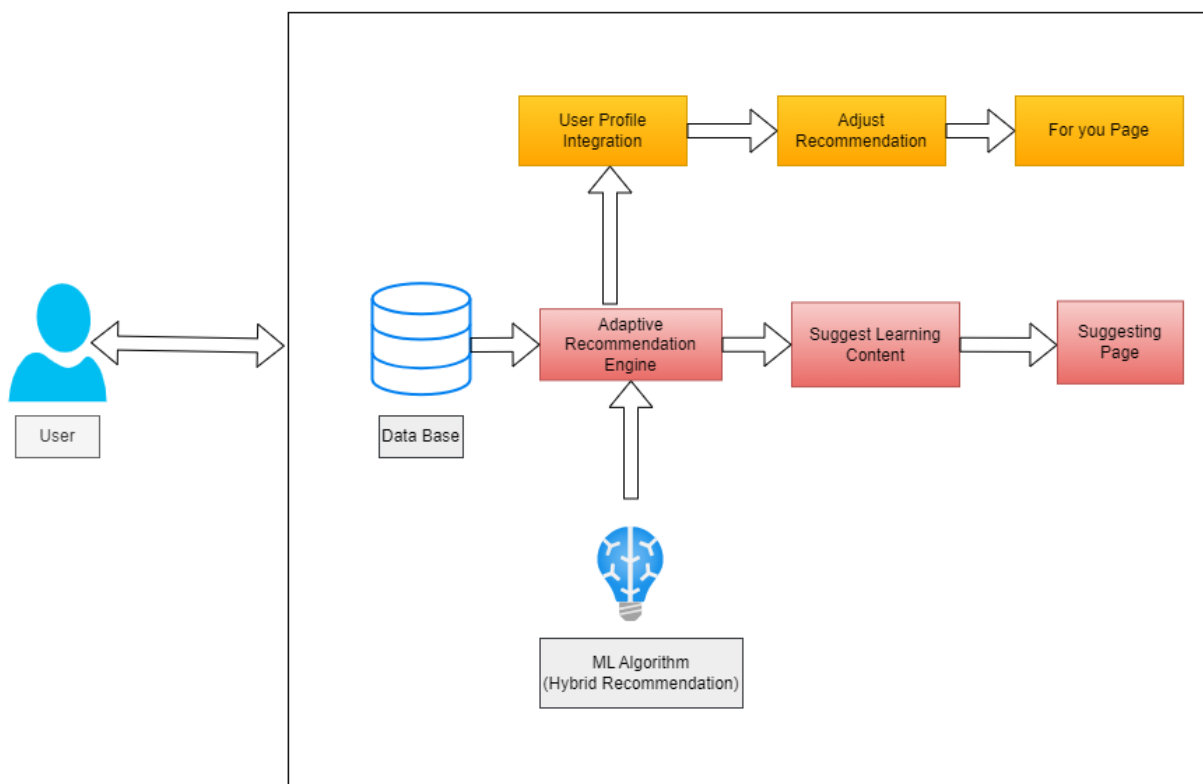 User Profile
Integration
Adjust
Recommendation
For you Page
Adaptive
Recommendation
Engine
Suggest Learning
Content
Suggesting
Page
User
Data Base
ML Algorithm
(Hybrid Recommendation)